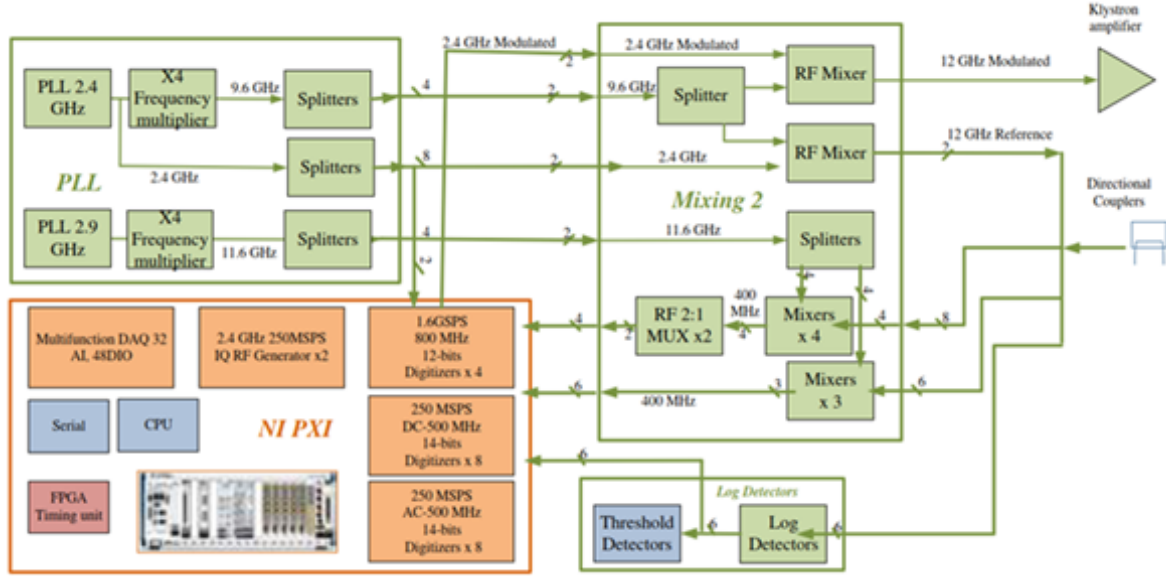 Klystron
amplifier
2.4 GHz Modulated
2
2.4 GHz Modulated
12 GHz Modulated
PLL 2.4
GHz
X4
Frequency
multiplier
9.6 GHz
Splitters
4
2
9.6 GHz
Splitter
RF Mixer
12 GHz Reference
2
2.4 GHz
Splitters
8
2
2.4 GHz
RF Mixer
PLL
Mixing 2
Directional
Couplers
PLL 2.9
GHz
X4
Frequency
multiplier
11.6 GHz
Splitters
4
2
11.6 GHz
Splitters
2
4
4
Multifunction DAQ 32
AI, 48DIO
2.4 GHz 250MSPS
IQ RF Generator x2
1.6GSPS
800 MHz
12-bits
Digitizers x 4
4
2
RF 2:1
MUX x2
400
MHz
4
Mixers
x 4
4
8
6
400 MHz
3
Mixers
x 3
6
Serial
CPU
NI PXI
250 MSPS
DC-500 MHz
14-bits
Digitizers x 8
6
FPGA
Timing unit
250 MSPS
AC-500 MHz
14-bits
Digitizers x 8
Log Detectors
Threshold
Detectors
6
Log
Detectors
6